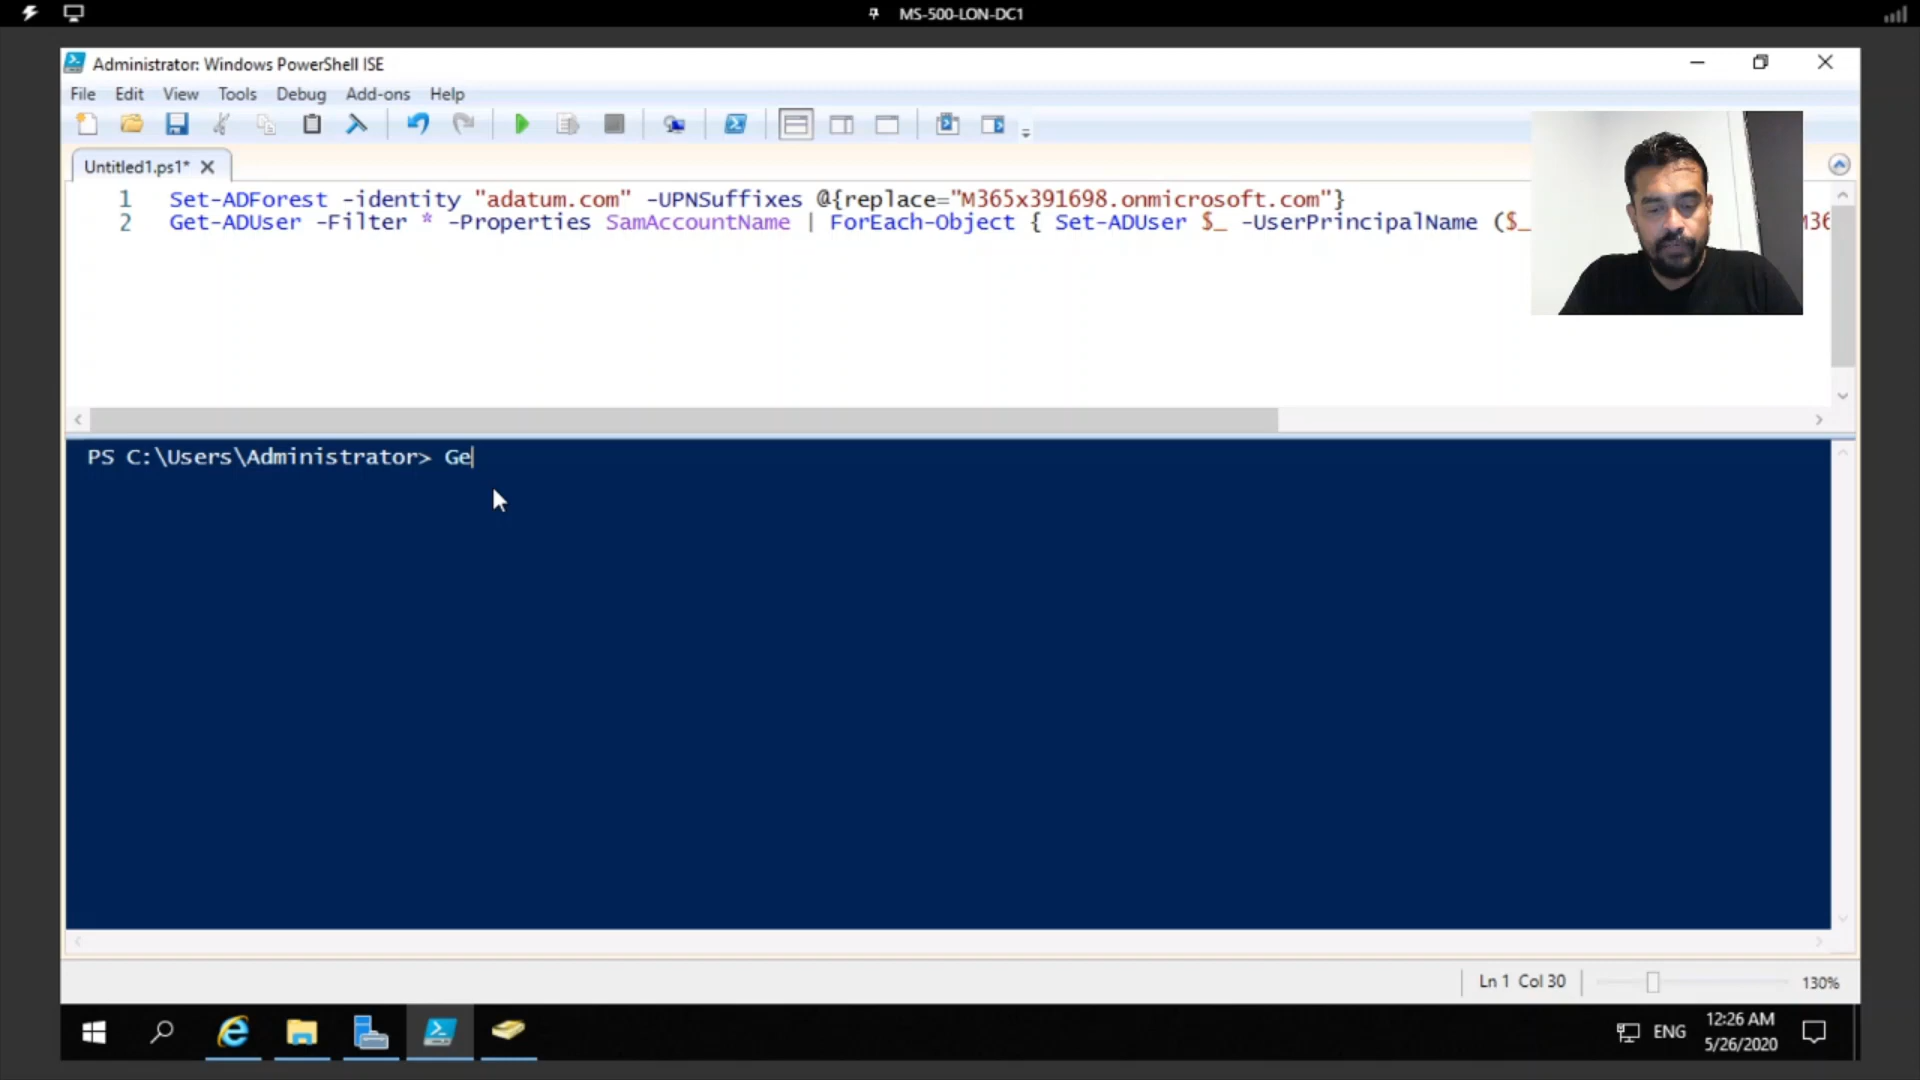 MS-500-LON-DC1
Administrator: Windows PowerShell ISE
File Edit View Tools Debug Add-ons Help
Untitled1.ps1*
1 Set-ADForest -identity "adatum.com" -UPNSuffixes @{replace="M365x391698.onmicrosoft.com"}
2 Get-ADUser -Filter * -Properties SamAccountName | ForEach-Object { Set-ADUser $_ -UserPrincipalName ($_
PS C:\Users\Administrator> Ge
Ln 1 Col 30
130%
ENG
12:26 AM
5/26/2020